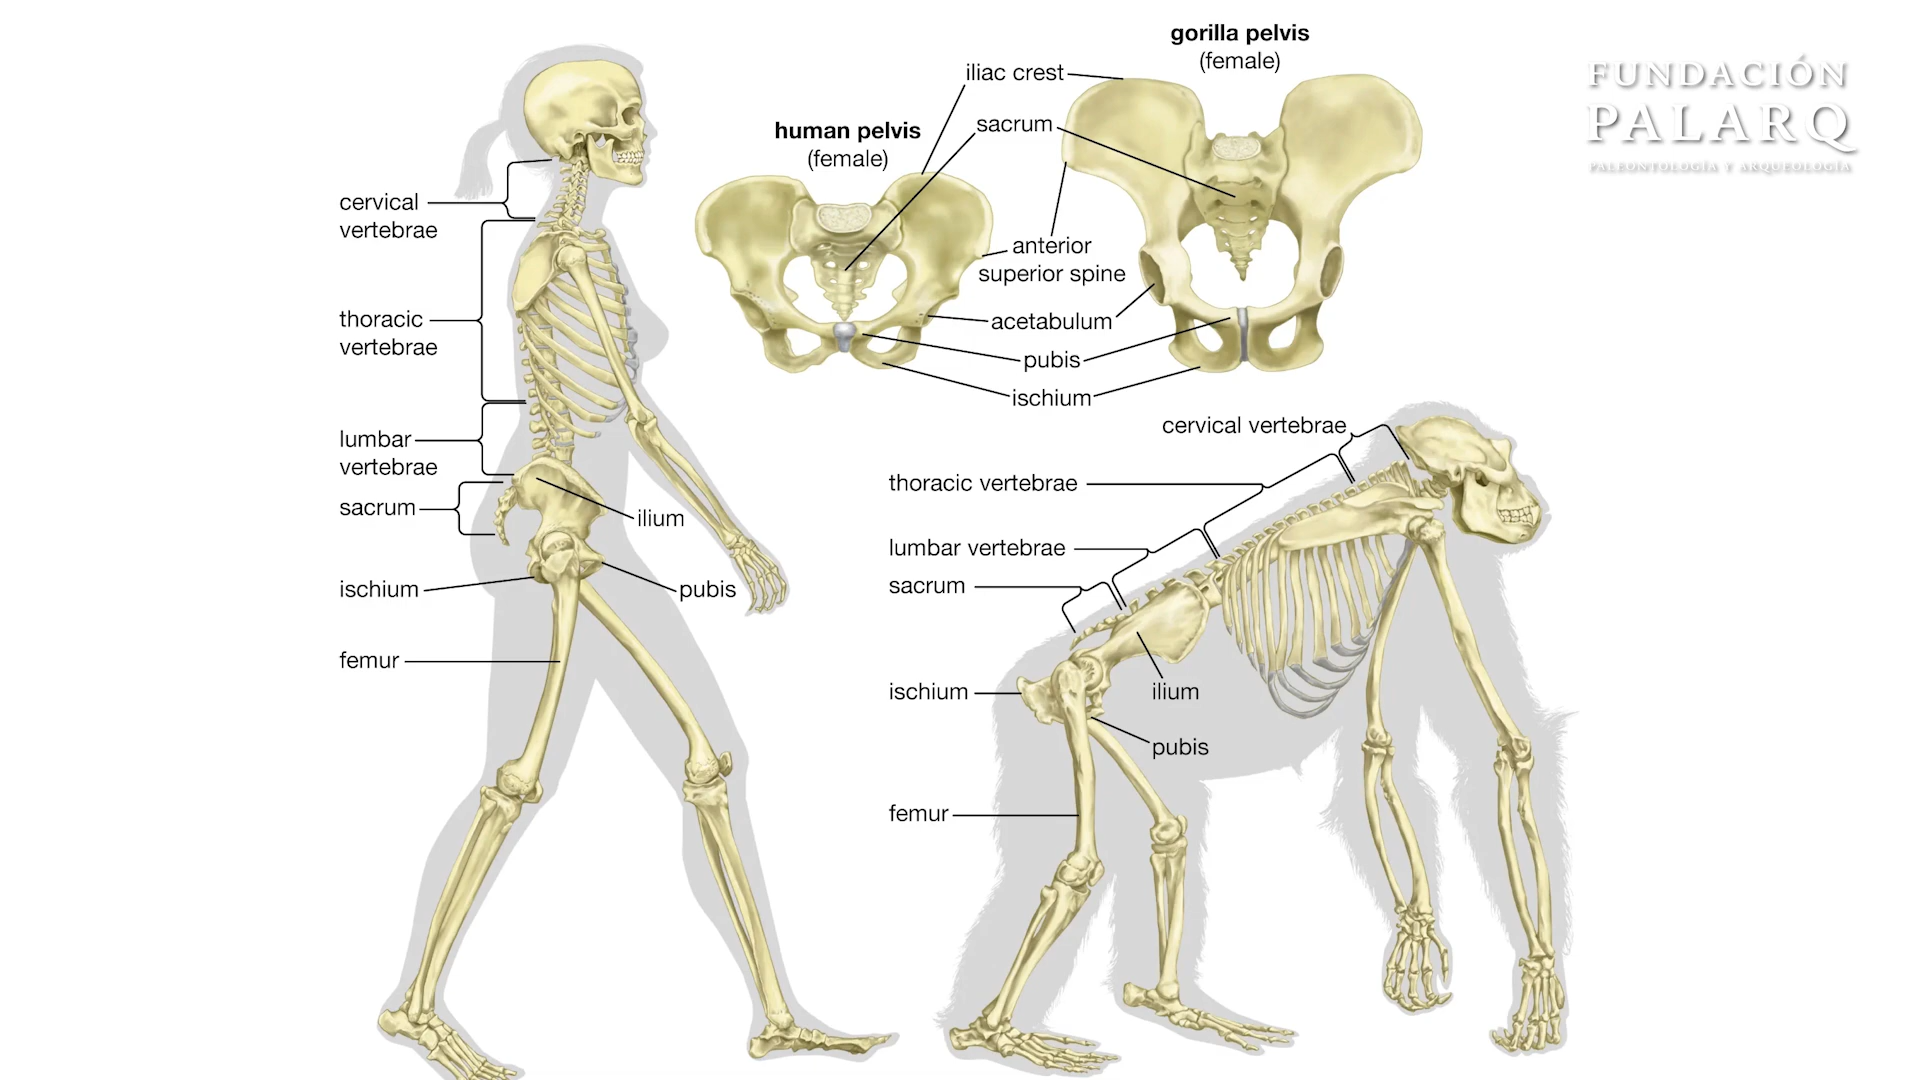 gorilla pelvis
(female)
iliac crest
sacrum
human pelvis
(female)
anterior
superior spine
acetabulum
pubis
ischium
cervical
vertebrae
thoracic
vertebrae
lumbar
vertebrae
sacrum
ilium
ischium
pubis
femur
cervical vertebrae
thoracic vertebrae
lumbar vertebrae
sacrum
ischium
ilium
pubis
femur
FUNDACIÓN
PALARQ
PALEONTOLOGÍA Y ARQUEOLOGÍA